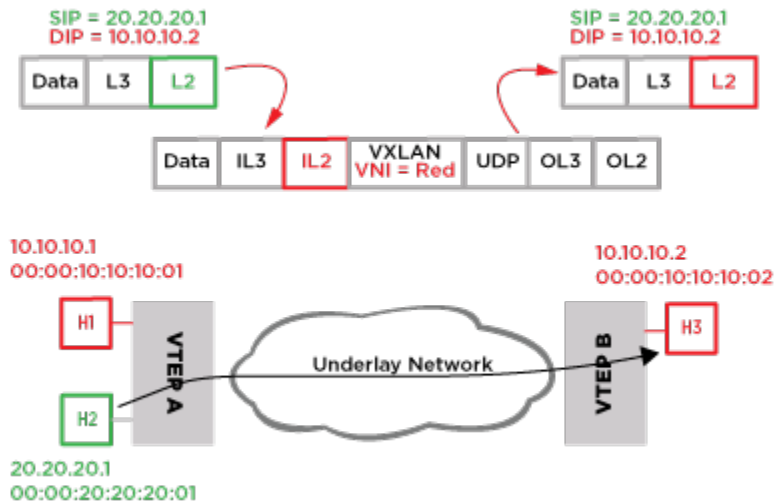 SIP = 20.20.20.1
DIP = 10.10.10.2
Data L3 L2
SIP = 20.20.20.1
DIP = 10.10.10.2
Data L3 L2
Data IL3 IL2 VXLAN VNI = Red UDP OL3 OL2
10.10.10.1
00:00:10:10:10:01
H1
VTEP A
H2
20.20.20.1
00:00:20:20:20:01
Underlay Network
10.10.10.2
00:00:10:10:10:02
VTEP B
H3